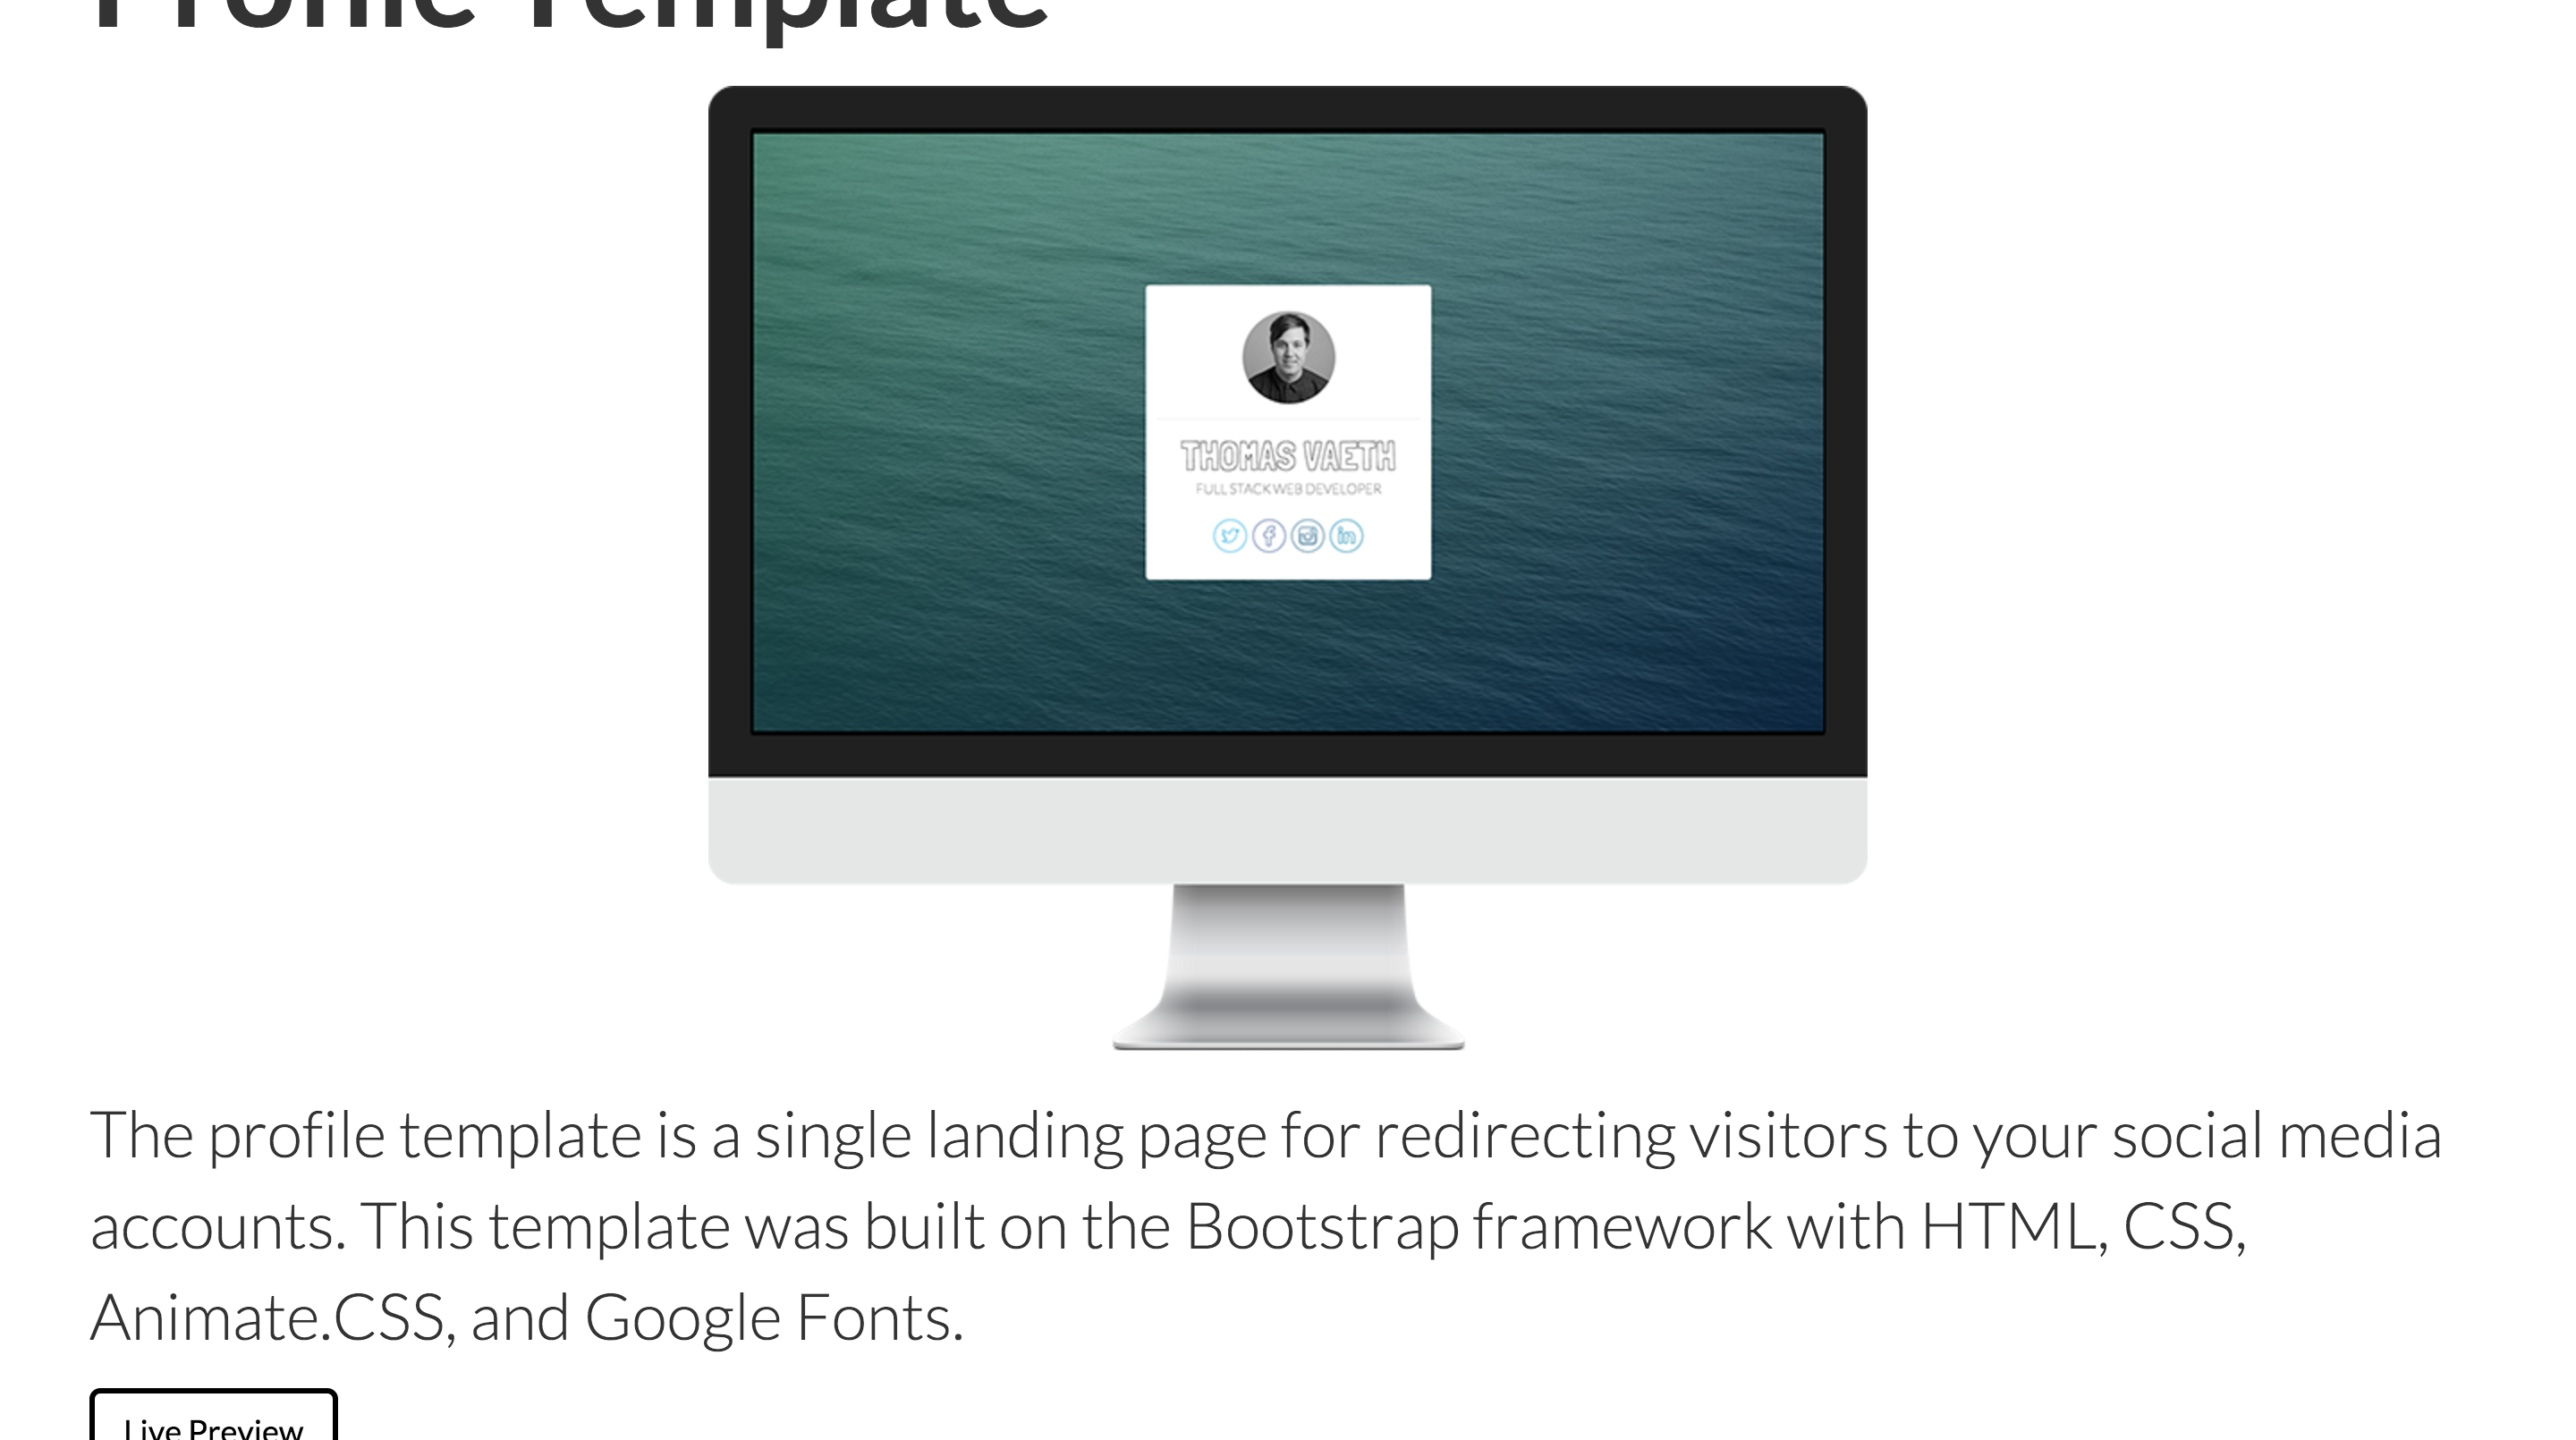 Profile Template
THOMAS VAETH
FULL STACK WEB DEVELOPER
The profile template is a single landing page for redirecting visitors to your social media
accounts. This template was built on the Bootstrap framework with HTML, CSS,
Animate.CSS, and Google Fonts.
Live Preview